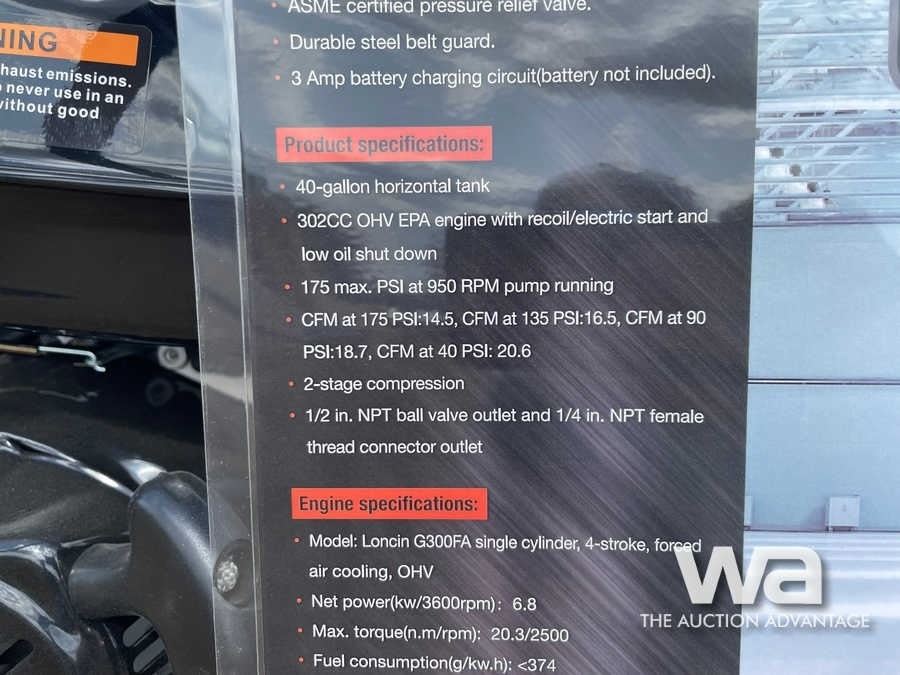 NING
haust emissions.
never use in an
without good
ASME certified pressure relief valve.
• Durable steel belt guard.
• 3 Amp battery charging circuit(battery not included).
Product specifications:
• 40-gallon horizontal tank
• 302CC OHV EPA engine with recoil/electric start and
low oil shut down
• 175 max. PSI at 950 RPM pump running
• CFM at 175 PSI:14.5, CFM at 135 PSI:16.5, CFM at 90
PSI:18.7, CFM at 40 PSI: 20.6
• 2-stage compression
• 1/2 in. NPT ball valve outlet and 1/4 in. NPT female
thread connector outlet
Engine specifications:
• Model: Loncin G300FA single cylinder, 4-stroke, forced
air cooling, OHV
• Net power(kw/3600rpm): 6.8
• Max. torque(n.m/rpm): 20.3/2500
• Fuel consumption(g/kw.h): <374
wa
THE AUCTION ADVANTAGE